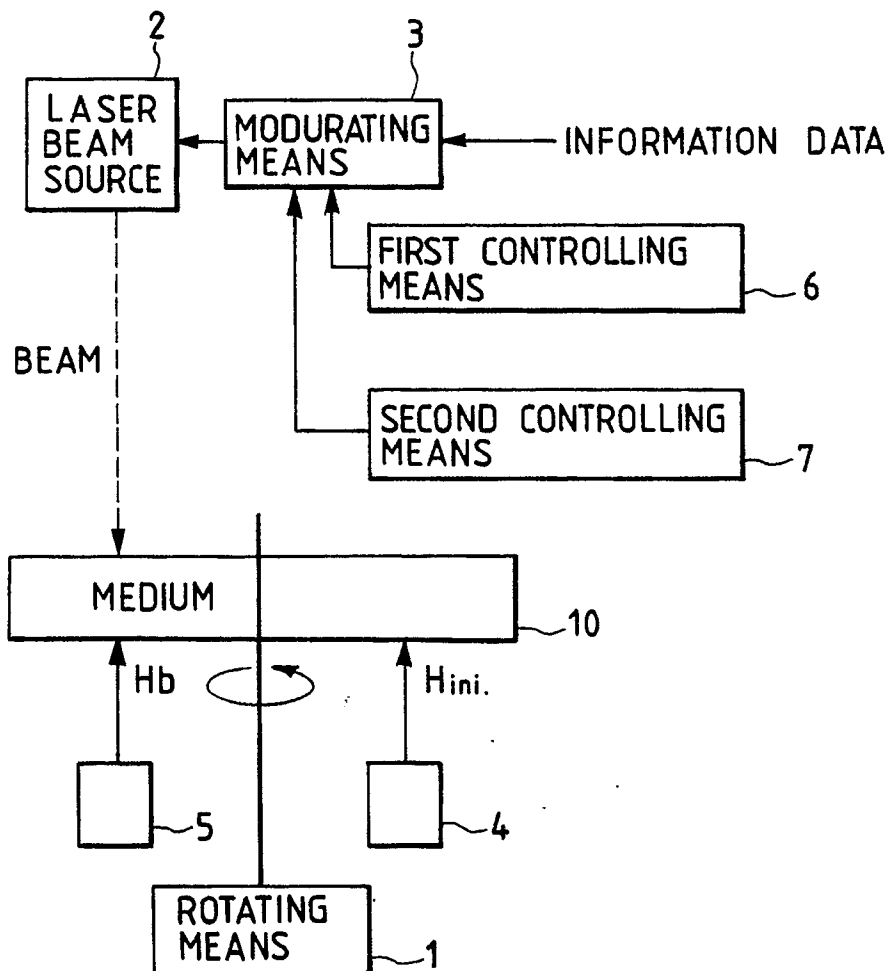 2
3
LASER
BEAM
SOURCE
MODURATING
MEANS
INFORMATION DATA
FIRST CONTROLLING
MEANS
6
BEAM
SECOND CONTROLLING
MEANS
7
MEDIUM
10
Hb
Hini.
5
4
ROTATING
MEANS
1